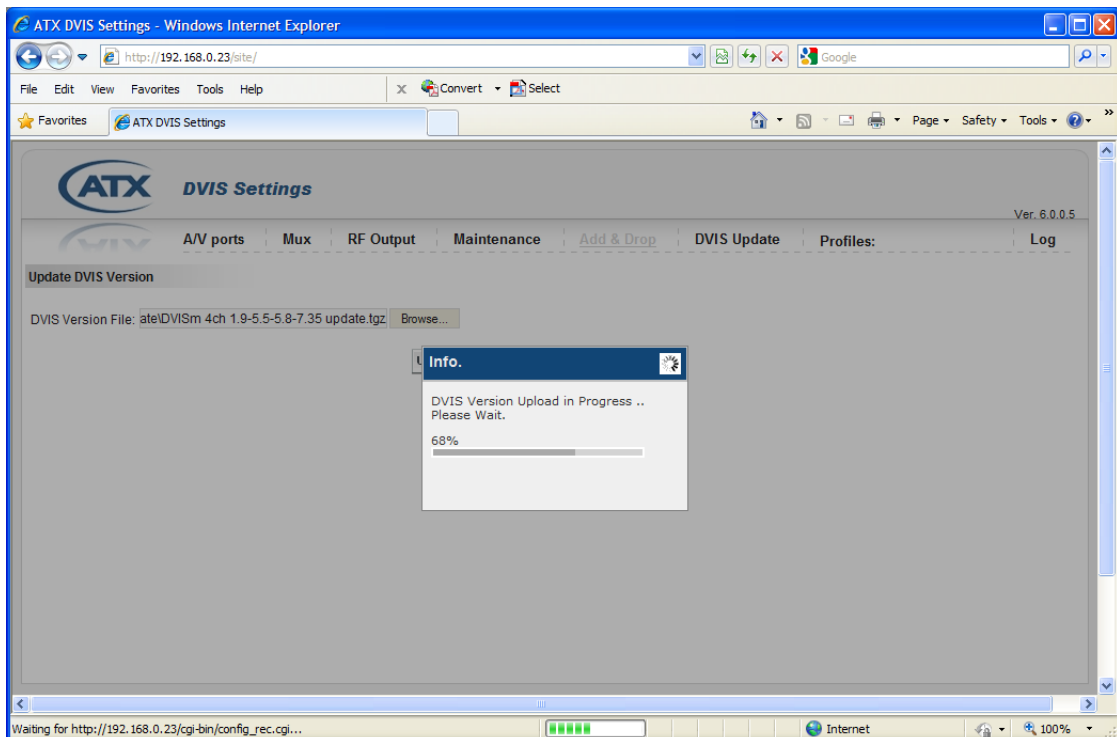 ATX DVIS Settings - Windows Internet Explorer
http://192.168.0.23/site/
Google
File Edit View Favorites Tools Help
x Convert Select
Favorites ATX DVIS Settings
Page Safety Tools »
ATX DVIS Settings
Ver. 6.0.0.5
A/V ports Mux RF Output Maintenance Add & Drop DVIS Update Profiles: Log
Update DVIS Version
DVIS Version File: ate\DVISm 4ch 1.9-5.5-5.8-7.35 update.tgz Browse...
U
Info.
DVIS Version Upload in Progress ..
Please Wait.
68%
Waiting for http://192.168.0.23/cgi-bin/config_rec.cgi... Internet 100%